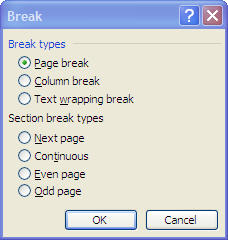 Break
Break types
Page break
Column break
Text wrapping break
Section break types
Next page
Continuous
Even page
Odd page
OK
Cancel